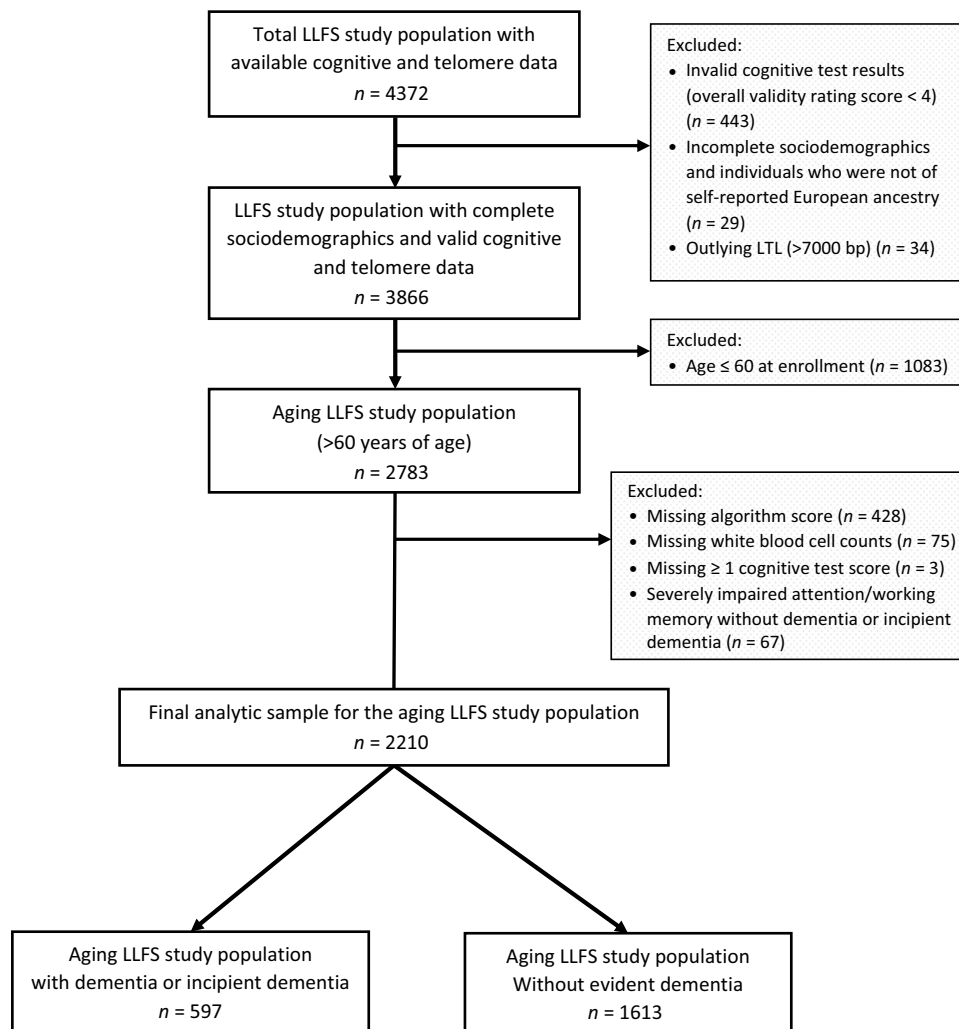 Total LLFS study population with
available cognitive and telomere data
n = 4372
Excluded:
• Invalid cognitive test results
(overall validity rating score < 4)
(n = 443)
• Incomplete sociodemographics
and individuals who were not of
self-reported European ancestry
(n = 29)
• Outlying LTL (>7000 bp) (n = 34)
LLFS study population with complete
sociodemographics and valid cognitive
and telomere data
n = 3866
Excluded:
• Age ≤ 60 at enrollment (n = 1083)
Aging LLFS study population
(>60 years of age)
n = 2783
Excluded:
• Missing algorithm score (n = 428)
• Missing white blood cell counts (n = 75)
• Missing ≥ 1 cognitive test score (n = 3)
• Severely impaired attention/working
memory without dementia or incipient
dementia (n = 67)
Final analytic sample for the aging LLFS study population
n = 2210
Aging LLFS study population
with dementia or incipient dementia
n = 597
Aging LLFS study population
Without evident dementia
n = 1613